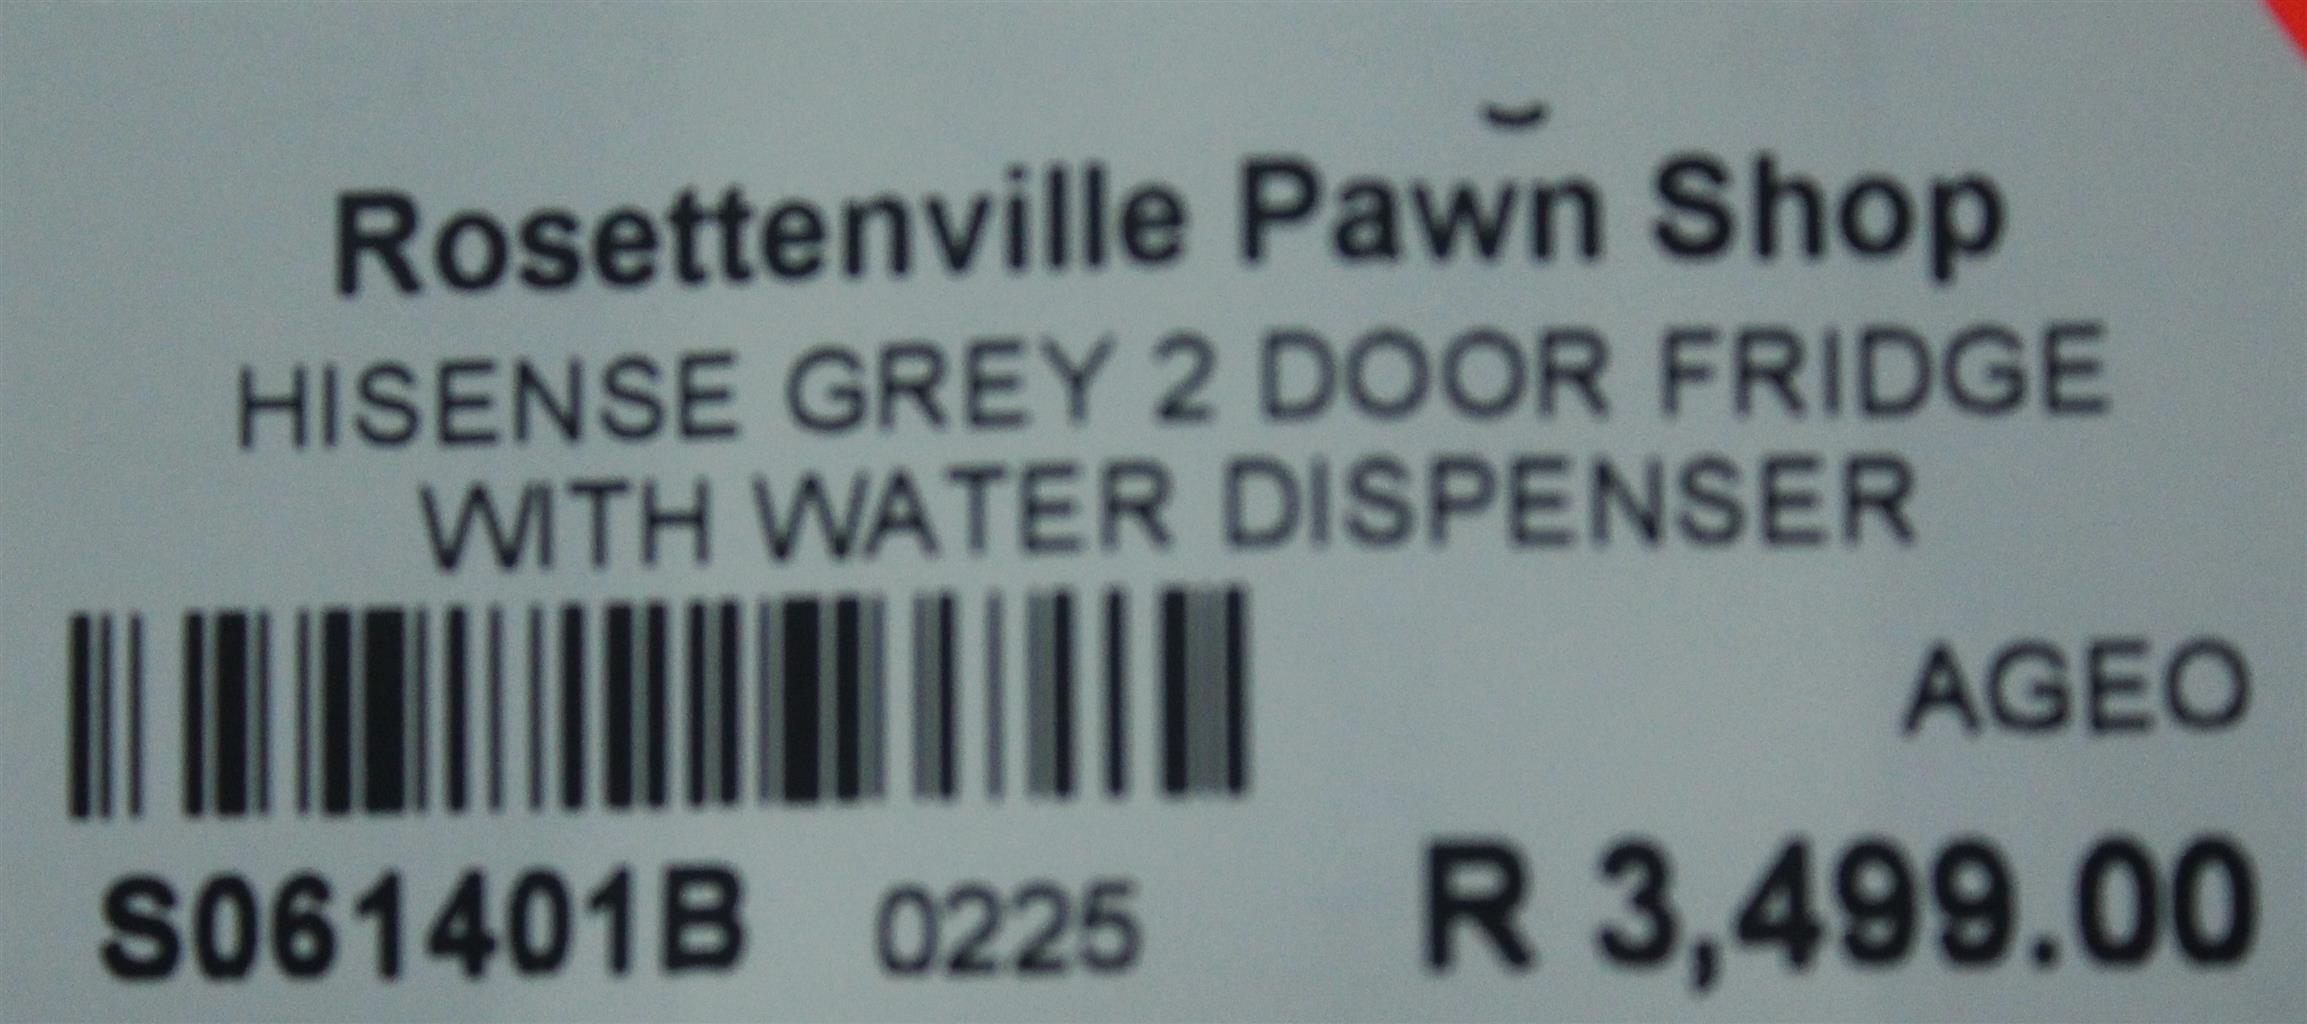 Rosettenville Pawn Shop
HISENSE GREY 2 DOOR FRIDGE
WITH WATER DISPENSER
AGEO
S061401B 0225 R 3,499.00